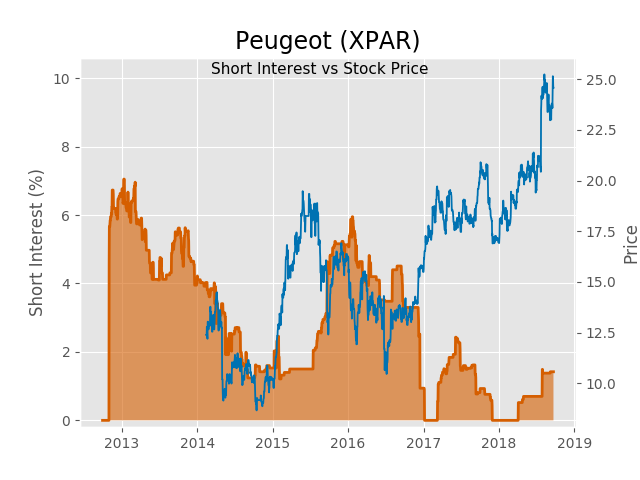 Peugeot (XPAR)
Short Interest vs Stock Price
Short Interest (%)
10
8
6
4
2
0
25.0
22.5
20.0
17.5
15.0
12.5
10.0
Price
2013 2014 2015 2016 2017 2018 2019